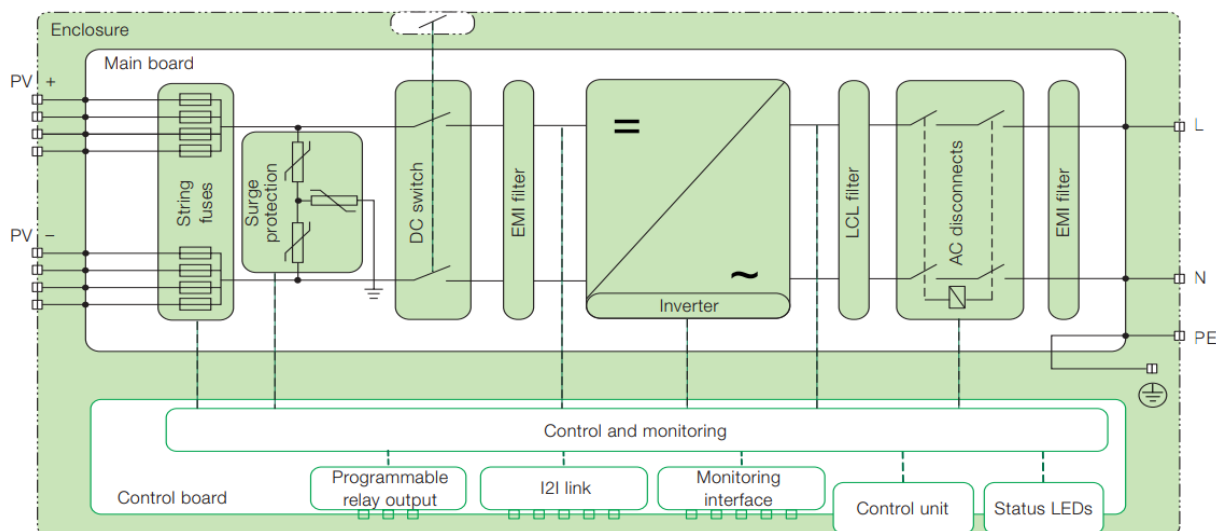 Enclosure
Main board
PV +
PV −
String
fuses
Surge
protection
DC switch
EMI filter
=
~
Inverter
LCL filter
AC disconnects
EMI filter
L
N
PE
Control and monitoring
Control board
Programmable
relay output
I2I link
Monitoring
interface
Control unit
Status LEDs